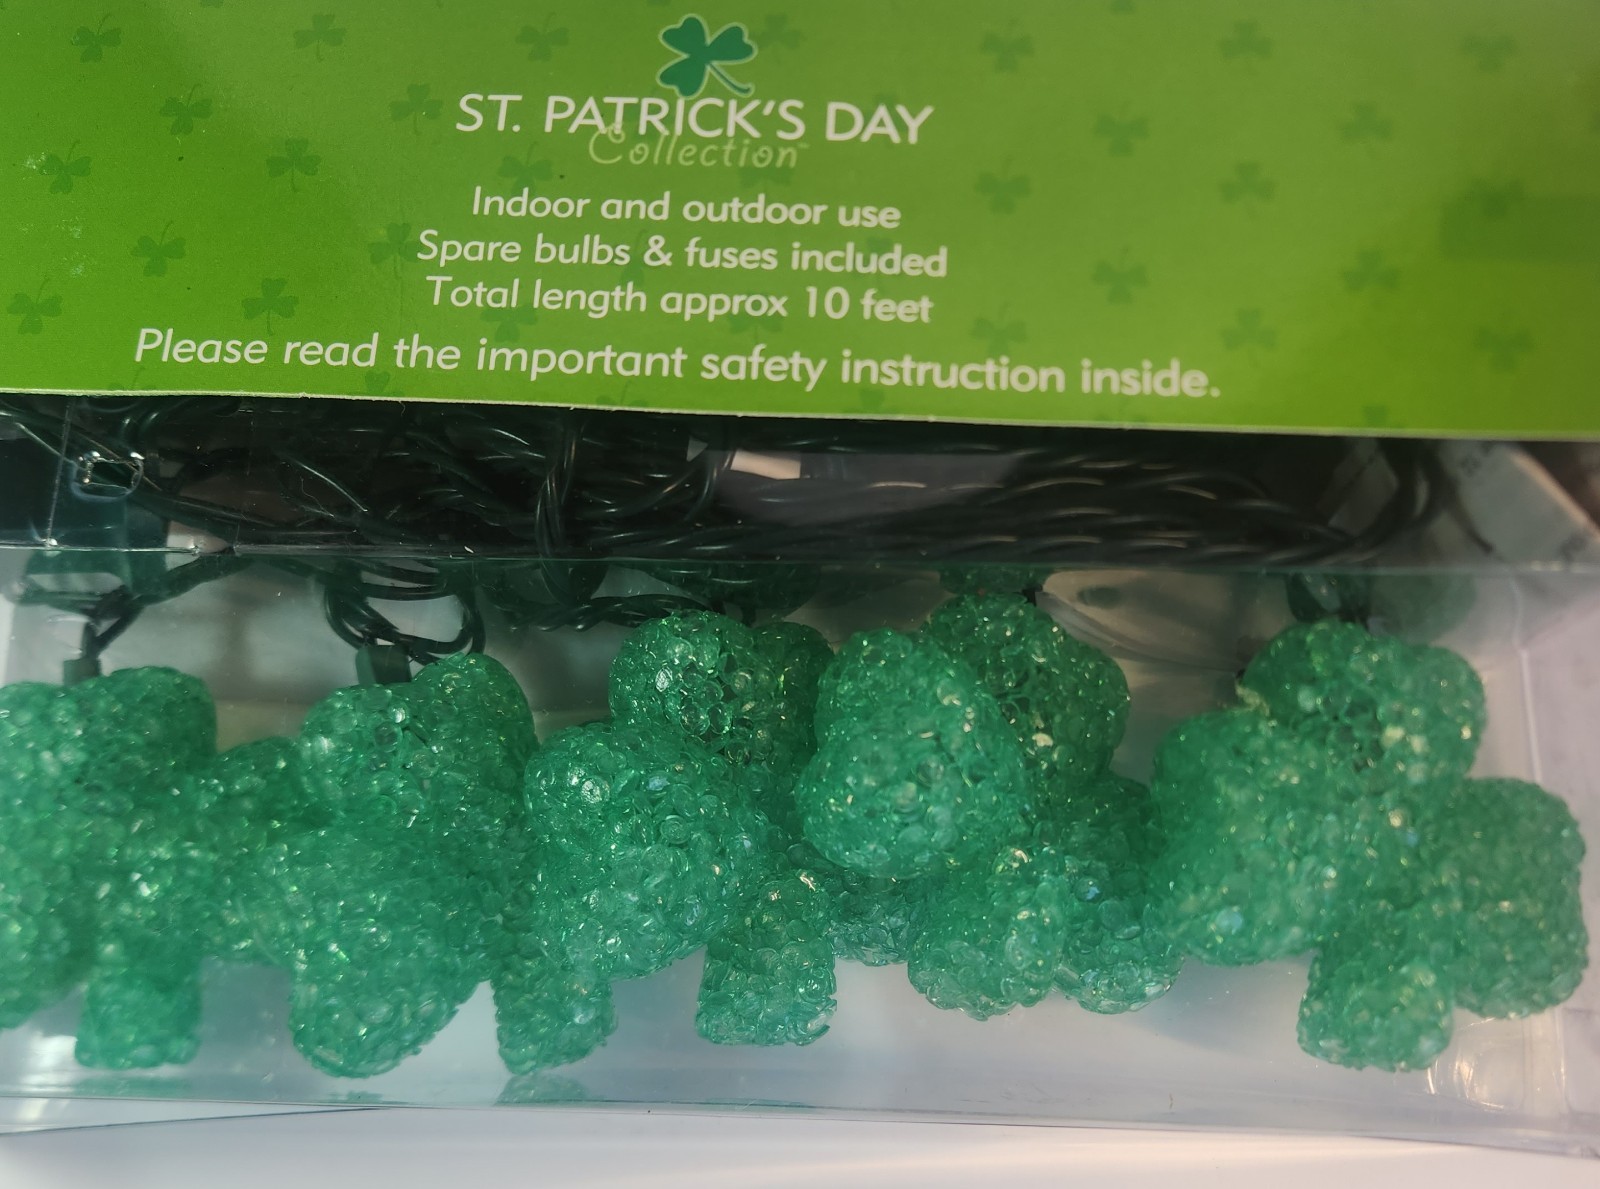 ST. PATRICK'S DAY
Collection™
Indoor and outdoor use
Spare bulbs & fuses included
Total length approx 10 feet
Please read the important safety instruction inside.